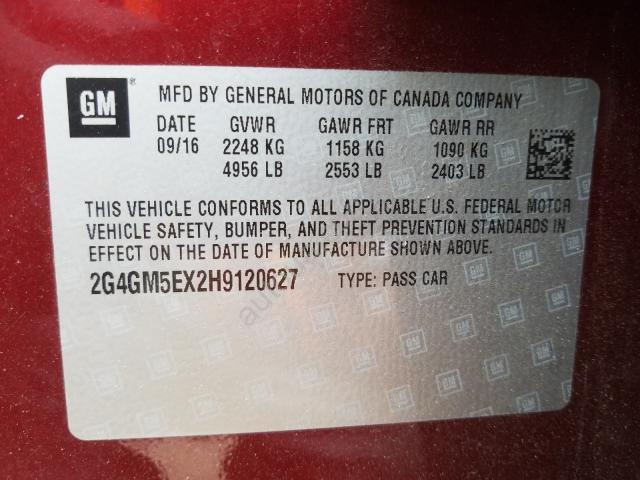 GM
MFD BY GENERAL MOTORS OF CANADA COMPANY
DATE GVWR GAWR FRT GAWR RR
09/16 2248 KG 1158 KG 1090 KG
4956 LB 2553 LB 2403 LB
THIS VEHICLE CONFORMS TO ALL APPLICABLE U.S. FEDERAL MOTOR
VEHICLE SAFETY, BUMPER, AND THEFT PREVENTION STANDARDS IN
EFFECT ON THE DATE OF MANUFACTURE SHOWN ABOVE.
2G4GM5EX2H9120627 TYPE: PASS CAR